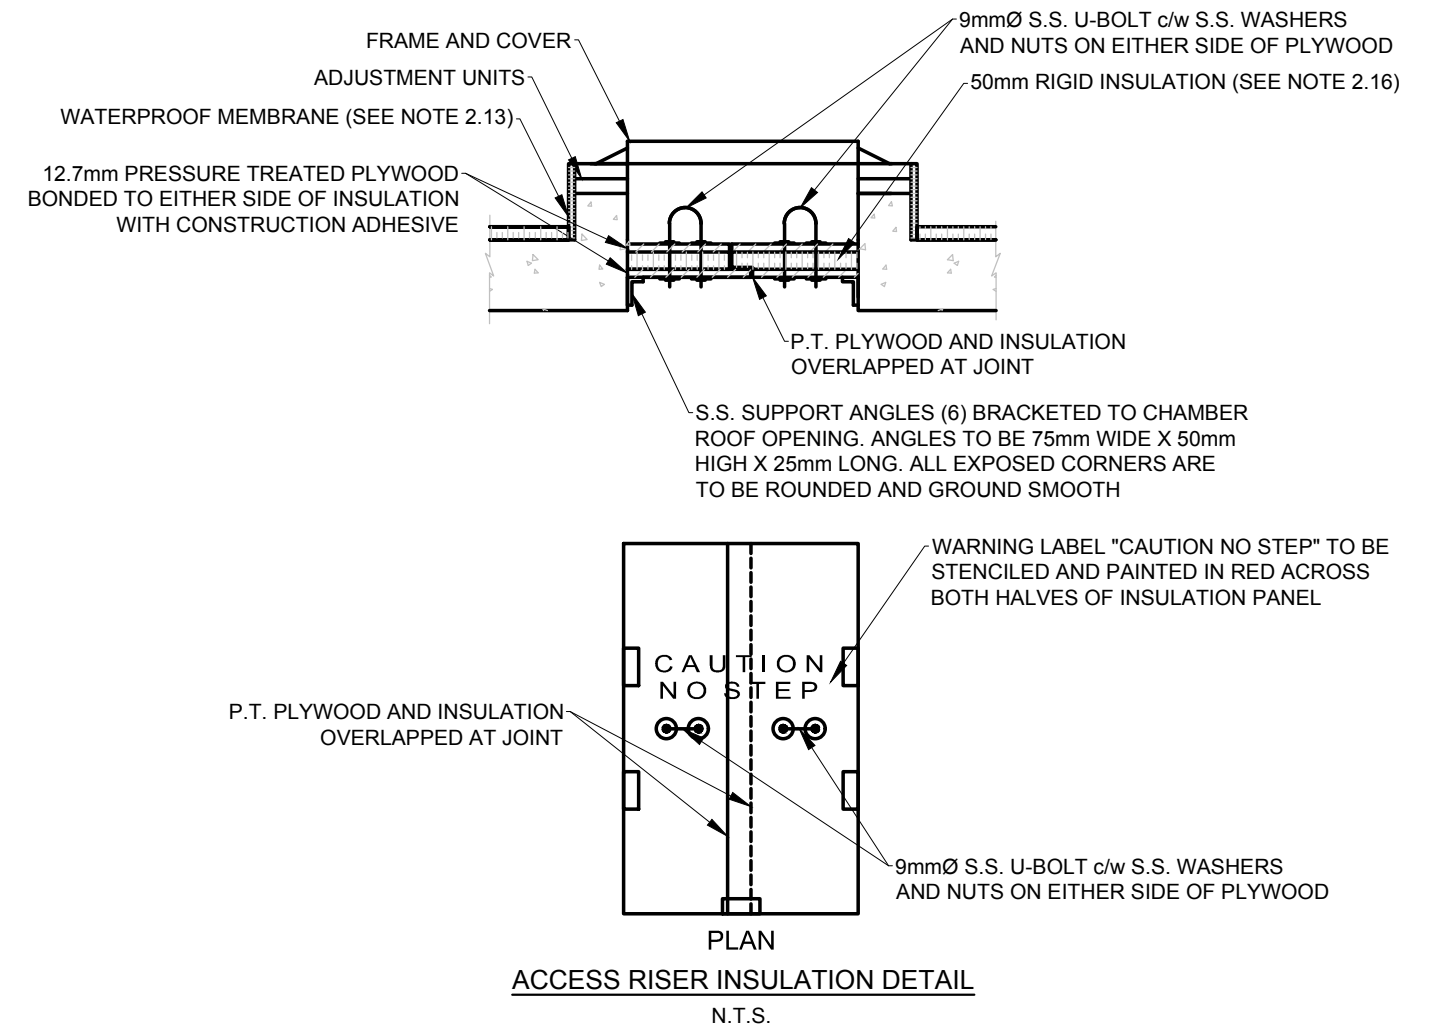 FRAME AND COVER
ADJUSTMENT UNITS
WATERPROOF MEMBRANE (SEE NOTE 2.13)
12.7mm PRESSURE TREATED PLYWOOD
BONDED TO EITHER SIDE OF INSULATION
WITH CONSTRUCTION ADHESIVE
9mmØ S.S. U-BOLT c/w S.S. WASHERS
AND NUTS ON EITHER SIDE OF PLYWOOD
50mm RIGID INSULATION (SEE NOTE 2.16)
P.T. PLYWOOD AND INSULATION
OVERLAPPED AT JOINT
S.S. SUPPORT ANGLES (6) BRACKETED TO CHAMBER
ROOF OPENING. ANGLES TO BE 75mm WIDE X 50mm
HIGH X 25mm LONG. ALL EXPOSED CORNERS ARE
TO BE ROUNDED AND GROUND SMOOTH
WARNING LABEL "CAUTION NO STEP" TO BE
STENCILED AND PAINTED IN RED ACROSS
BOTH HALVES OF INSULATION PANEL
CAUTION
NO STEP
P.T. PLYWOOD AND INSULATION
OVERLAPPED AT JOINT
9mmØ S.S. U-BOLT c/w S.S. WASHERS
AND NUTS ON EITHER SIDE OF PLYWOOD
PLAN
ACCESS RISER INSULATION DETAIL
N.T.S.